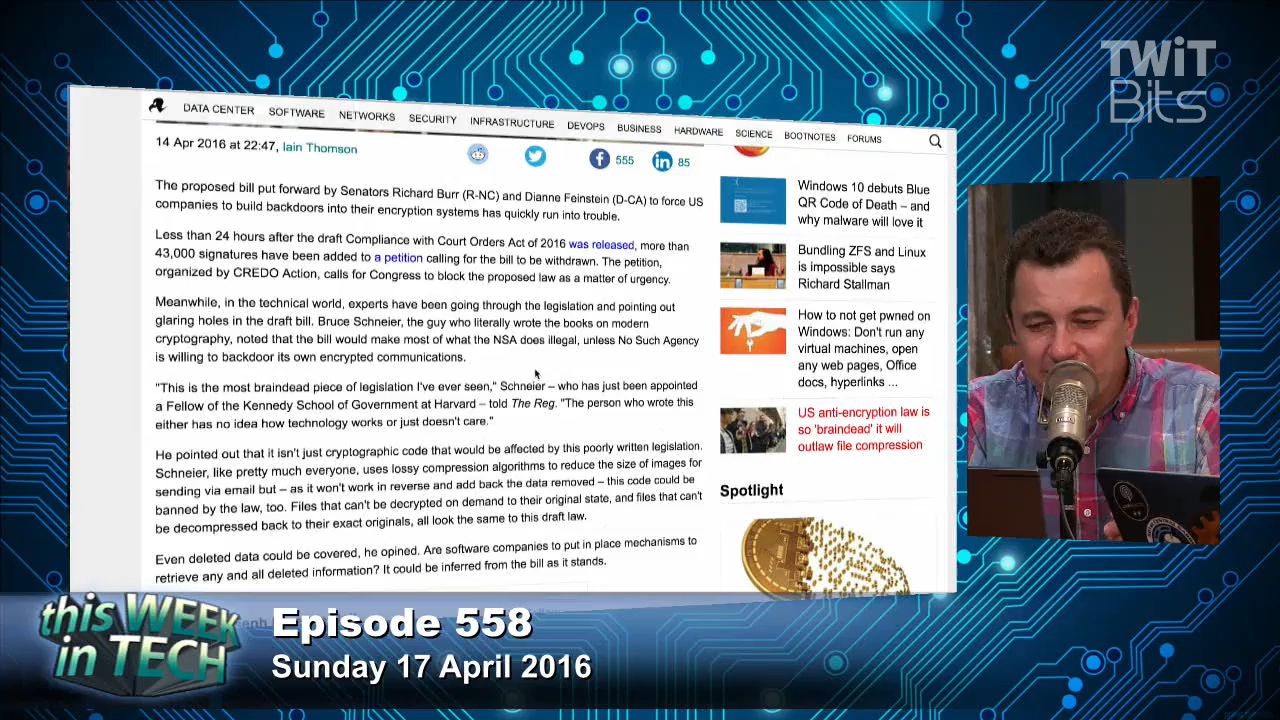 TWiT
Bits
DATA CENTER SOFTWARE NETWORKS SECURITY INFRASTRUCTURE DEVOPS BUSINESS HARDWARE SCIENCE BOOTNOTES FORUMS
14 Apr 2016 at 22:47, Iain Thomson
555
85
The proposed bill put forward by Senators Richard Burr (R-NC) and Dianne Feinstein (D-CA) to force US
companies to build backdoors into their encryption systems has quickly run into trouble.
Less than 24 hours after the draft Compliance with Court Orders Act of 2016 was released, more than
43,000 signatures have been added to a petition calling for the bill to be withdrawn. The petition,
organized by CREDO Action, calls for Congress to block the proposed law as a matter of urgency.
Meanwhile, in the technical world, experts have been going through the legislation and pointing out
glaring holes in the draft bill. Bruce Schneier, the guy who literally wrote the books on modern
cryptography, noted that the bill would make most of what the NSA does illegal, unless No Such Agency
is willing to backdoor its own encrypted communications.
"This is the most braindead piece of legislation I've ever seen," Schneier – who has just been appointed
a Fellow of the Kennedy School of Government at Harvard – told The Reg. "The person who wrote this
either has no idea how technology works or just doesn't care."
He pointed out that it isn't just cryptographic code that would be affected by this poorly written legislation.
Schneier, like pretty much everyone, uses lossy compression algorithms to reduce the size of images for
sending via email but – as it won't work in reverse and add back the data removed – this code could be
banned by the law, too. Files that can't be decrypted on demand to their original state, and files that can't
be decompressed back to their exact originals, all look the same to this draft law.
Even deleted data could be covered, he opined. Are software companies to put in place mechanisms to
retrieve any and all deleted information? It could be inferred from the bill as it stands.
Windows 10 debuts Blue
QR Code of Death – and
why malware will love it
Bundling ZFS and Linux
is impossible says
Richard Stallman
How to not get pwned on
Windows: Don't run any
virtual machines, open
any web pages, Office
docs, hyperlinks ...
US anti-encryption law is
so 'braindead' it will
outlaw file compression
Spotlight
this WEEK
in TECH
Episode 558
Sunday 17 April 2016